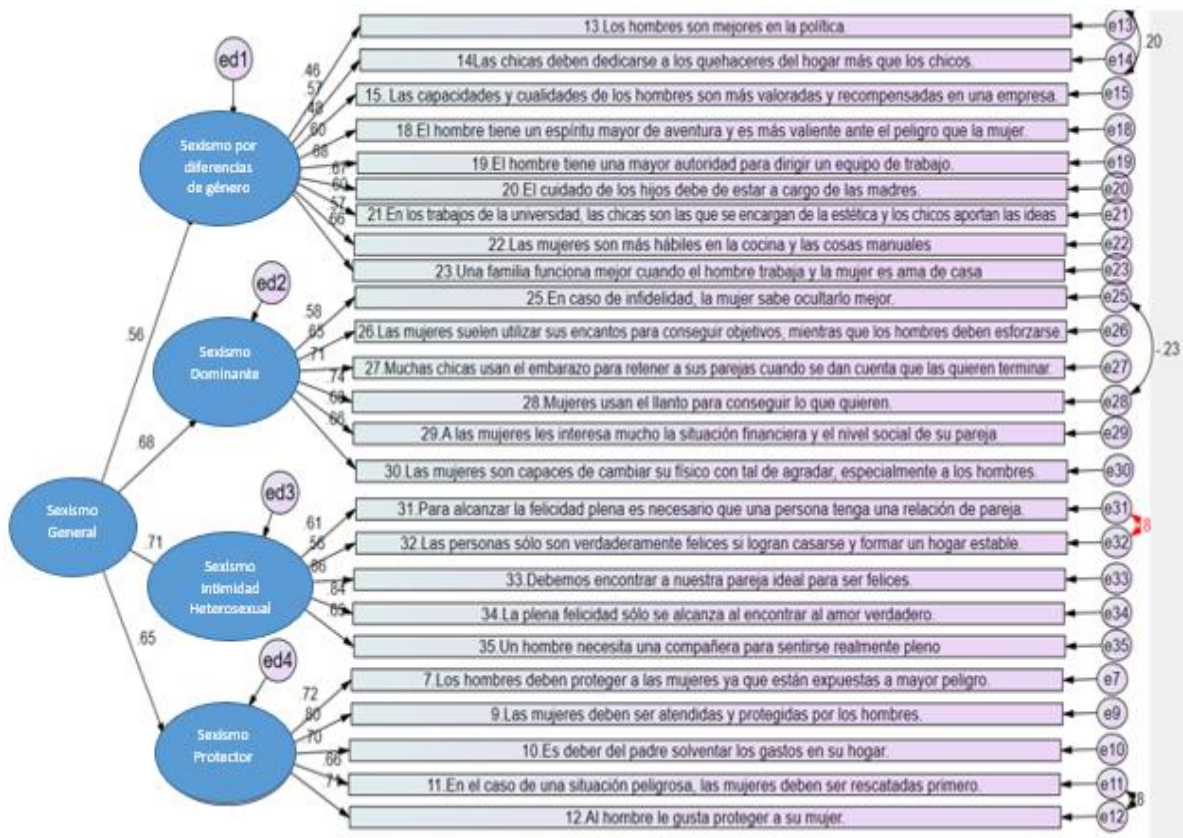 13.Los hombres son mejores en la política.
e13
.20
ed1
14Las chicas deben dedicarse a los quehaceres del hogar más que los chicos.
e14
.46
.57
15. Las capacidades y cualidades de los hombres son más valoradas y recompensadas en una empresa.
e15
.60
18.El hombre tiene un espíritu mayor de aventura y es más valiente ante el peligro que la mujer.
e18
Sexismo por
diferencias
de género
.68
19.El hombre tiene una mayor autoridad para dirigir un equipo de trabajo.
e19
.67
20.El cuidado de los hijos debe de estar a cargo de las madres.
e20
.57
21.En los trabajos de la universidad, las chicas son las que se encargan de la estética y los chicos aportan las ideas
e21
.66
22.Las mujeres son más hábiles en la cocina y las cosas manuales
e22
23.Una familia funciona mejor cuando el hombre trabaja y la mujer es ama de casa
e23
ed2
25.En caso de infidelidad, la mujer sabe ocultarlo mejor.
e25
.58
.56
.65
26.Las mujeres suelen utilizar sus encantos para conseguir objetivos, mientras que los hombres deben esforzarse.
e26
-.23
Sexismo
Dominante
.71
27.Muchas chicas usan el embarazo para retener a sus parejas cuando se dan cuenta que las quieren terminar.
e27
.74
28.Mujeres usan el llanto para conseguir lo que quieren.
e28
.66
29.A las mujeres les interesa mucho la situación financiera y el nivel social de su pareja
e29
.68
30.Las mujeres son capaces de cambiar su físico con tal de agradar, especialmente a los hombres.
e30
ed3
Sexismo
General
.61
31.Para alcanzar la felicidad plena es necesario que una persona tenga una relación de pareja.
e31
8
.71
32.Las personas sólo son verdaderamente felices si logran casarse y formar un hogar estable.
e32
Sexismo
Intimidad
Heterosexual
.86
33.Debemos encontrar a nuestra pareja ideal para ser felices.
e33
.84
34.La plena felicidad sólo se alcanza al encontrar al amor verdadero.
e34
35.Un hombre necesita una compañera para sentirse realmente pleno
e35
.65
ed4
.72
7.Los hombres deben proteger a las mujeres ya que están expuestas a mayor peligro.
e7
.80
9.Las mujeres deben ser atendidas y protegidas por los hombres.
e9
Sexismo
Protector
.70
10.Es deber del padre solventar los gastos en su hogar.
e10
.66
11.En el caso de una situación peligrosa, las mujeres deben ser rescatadas primero.
e11
8
12.Al hombre le gusta proteger a su mujer.
e12